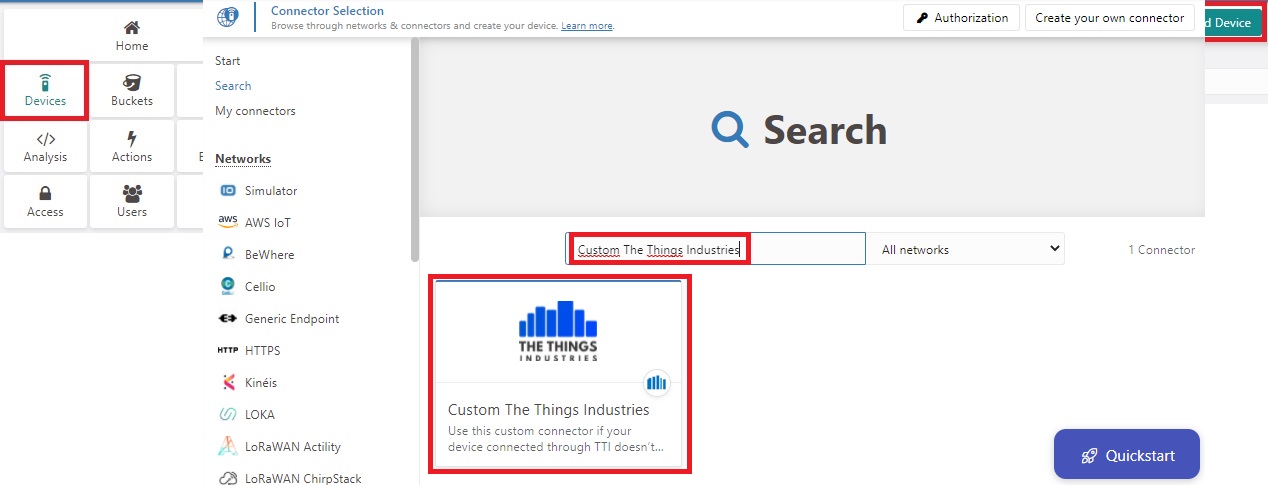 Home
Devices
Buckets
Analysis
Actions
Access
Users
Connector Selection
Browse through networks & connectors and create your device. Learn more.
Authorization
Create your own connector
Device
Start
Search
My connectors
Networks
Simulator
aws
AWS IoT
BeWhere
Cellio
Generic Endpoint
HTTP
HTTPS
Kinéis
LOKA
LoRaWAN Actility
LoRaWAN ChirpStack
Search
Custom The Things Industries
All networks
1 Connector
THE THINGS
INDUSTRIES
Custom The Things Industries
Use this custom connector if your
device connected through TTI doesn't...
Quickstart